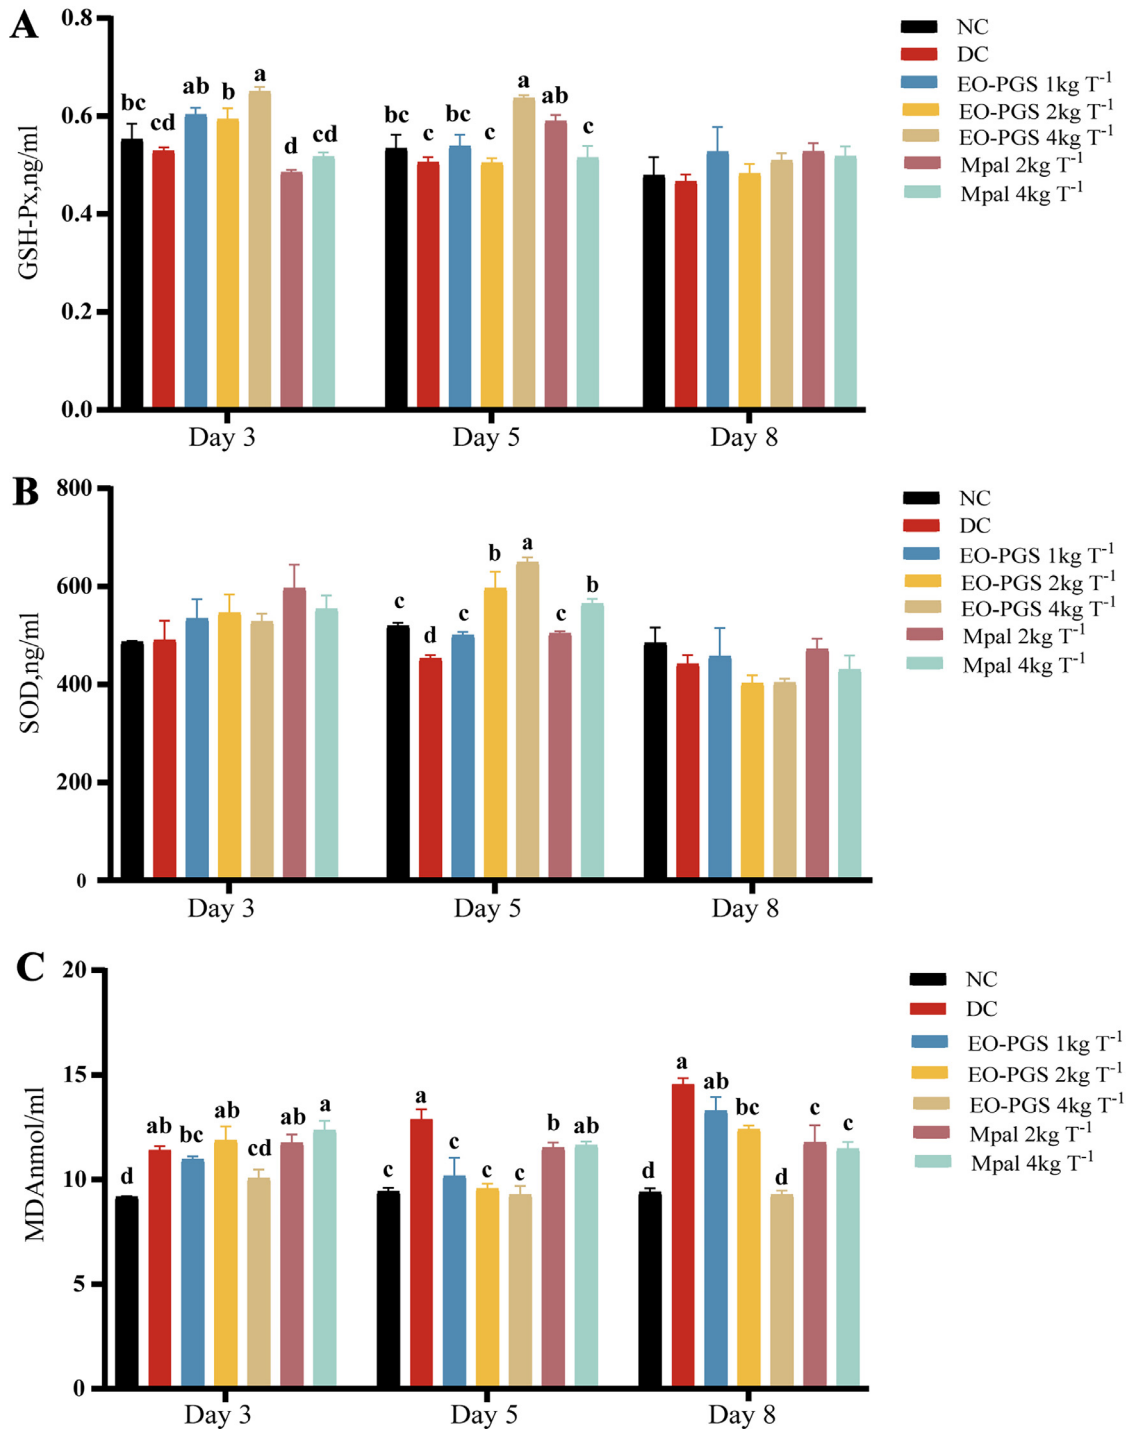 A
GSH-Px,ng/ml
0.8
0.6
0.4
0.2
0.0
bc cd ab b a d cd
bc c bc c a ab c
Day 3 Day 5 Day 8
NC
DC
EO-PGS 1kg T-1
EO-PGS 2kg T-1
EO-PGS 4kg T-1
Mpal 2kg T-1
Mpal 4kg T-1
B
SOD,ng/ml
800
600
400
200
0
c d c b a c b
Day 3 Day 5 Day 8
NC
DC
EO-PGS 1kg T-1
EO-PGS 2kg T-1
EO-PGS 4kg T-1
Mpal 2kg T-1
Mpal 4kg T-1
C
MDAnmol/ml
20
15
10
5
0
d ab bc ab cd ab a
c a c c c b ab
d a ab bc d c c
Day 3 Day 5 Day 8
NC
DC
EO-PGS 1kg T-1
EO-PGS 2kg T-1
EO-PGS 4kg T-1
Mpal 2kg T-1
Mpal 4kg T-1